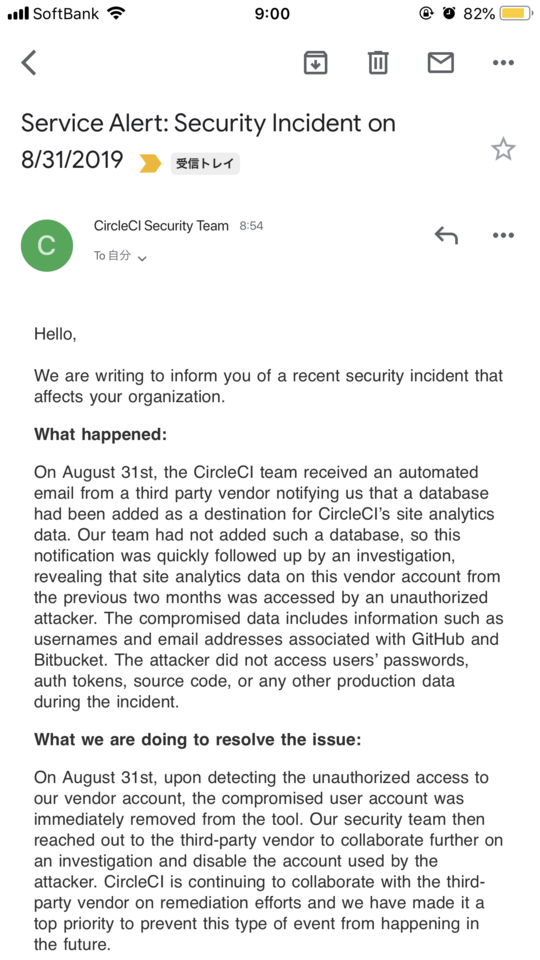 SoftBank 9:00 82%
Service Alert: Security Incident on
8/31/2019 受信トレイ
C
CircleCI Security Team 8:54
To 自分
Hello,
We are writing to inform you of a recent security incident that
affects your organization.
What happened:
On August 31st, the CircleCI team received an automated
email from a third party vendor notifying us that a database
had been added as a destination for CircleCI's site analytics
data. Our team had not added such a database, so this
notification was quickly followed up by an investigation,
revealing that site analytics data on this vendor account from
the previous two months was accessed by an unauthorized
attacker. The compromised data includes information such as
usernames and email addresses associated with GitHub and
Bitbucket. The attacker did not access users' passwords,
auth tokens, source code, or any other production data
during the incident.
What we are doing to resolve the issue:
On August 31st, upon detecting the unauthorized access to
our vendor account, the compromised user account was
immediately removed from the tool. Our security team then
reached out to the third-party vendor to collaborate further on
an investigation and disable the account used by the
attacker. CircleCI is continuing to collaborate with the third-
party vendor on remediation efforts and we have made it a
top priority to prevent this type of event from happening in
the future.